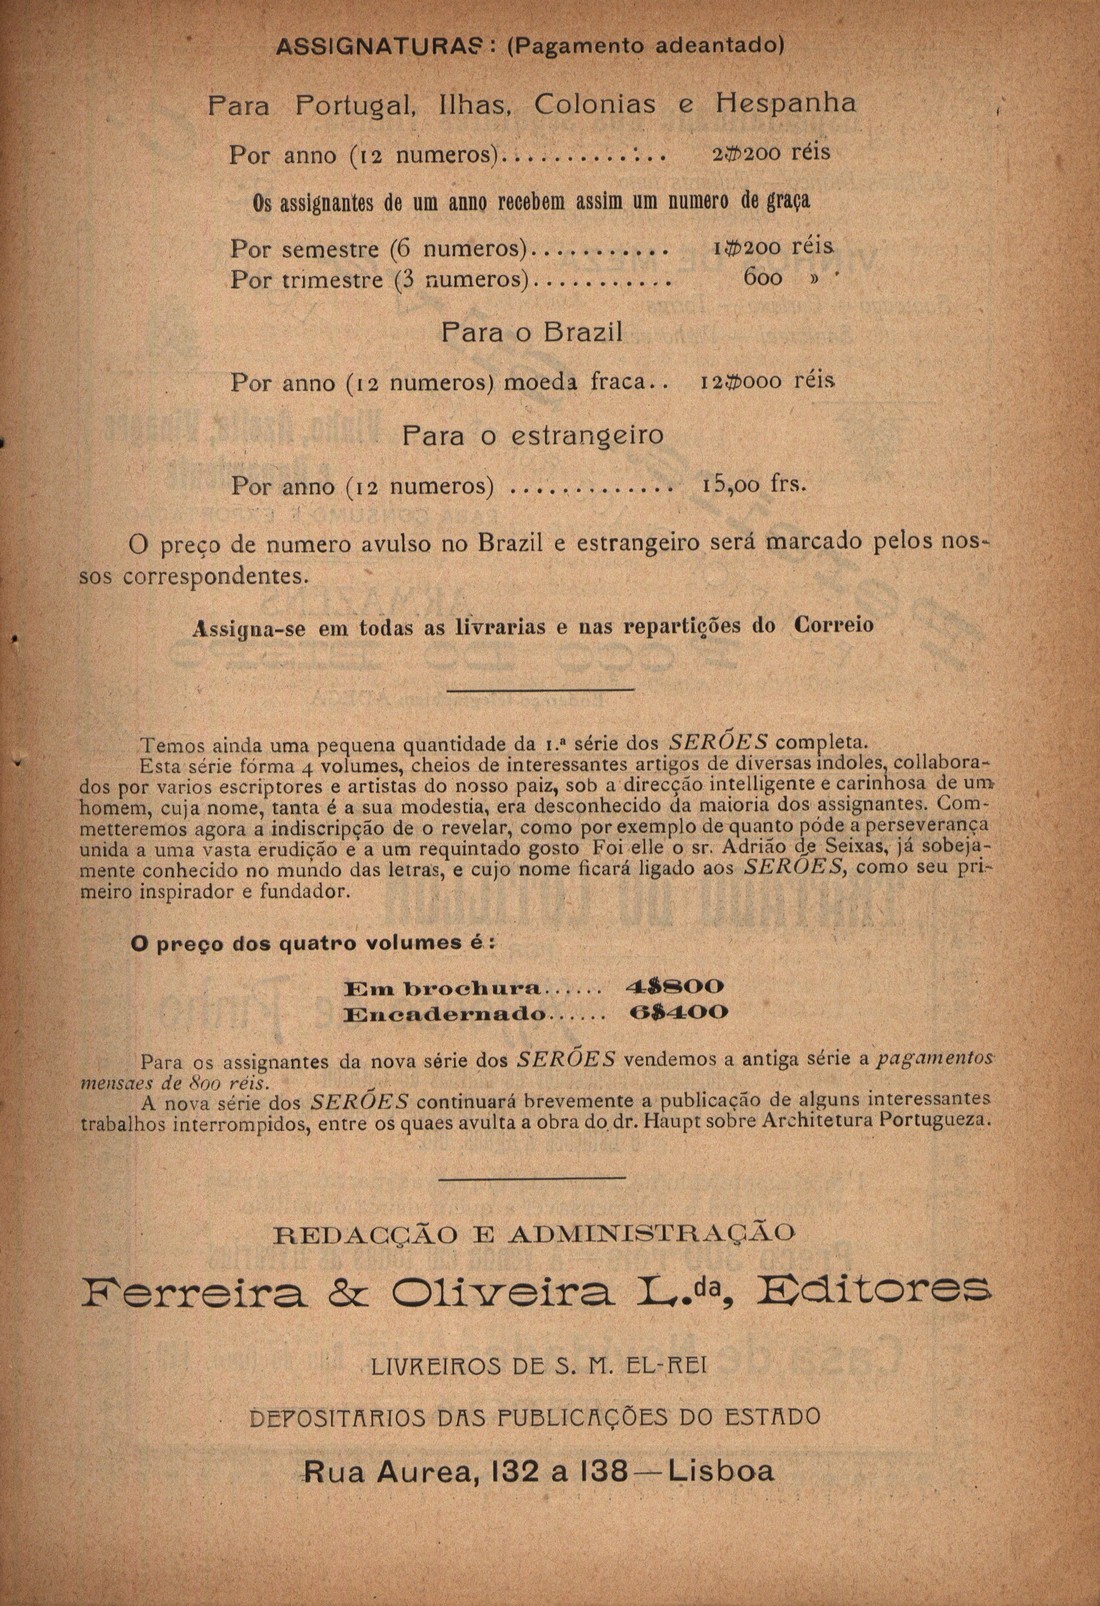 ASSIGNATURAS: (Pagamento adeantado)
Para Portugal, Ilhas, Colonias e Hespanha
Por anno (12 numeros)............ 2$200 réis
Os assignantes de um anno recebem assim um numero de graça
Por semestre (6 numeros)........... 1$200 réis
Por trimestre (3 numeros)........... 600 »
Para o Brazil
Por anno (12 numeros) moeda fraca.. 12$000 réis
Para o estrangeiro
Por anno (12 numeros) ............. 15,00 frs.
O preço de numero avulso no Brazil e estrangeiro será marcado pelos nos-
sos correspondentes.
Assigna-se em todas as livrarias e nas repartições do Correio
Temos ainda uma pequena quantidade da 1.ª série dos SERÕES completa.
Esta série fórma 4 volumes, cheios de interessantes artigos de diversas indoles, collabora-
dos por varios escriptores e artistas do nosso paiz, sob a direcção intelligente e carinhosa de um
homem, cuja nome, tanta é a sua modestia, era desconhecido da maioria dos assignantes. Com-
metteremos agora a indiscripção de o revelar, como por exemplo de quanto póde a perseverança
unida a uma vasta erudição e a um requintado gosto Foi elle o sr. Adrião de Seixas, já sobeja-
mente conhecido no mundo das letras, e cujo nome ficará ligado aos SERÕES, como seu pri-
meiro inspirador e fundador.
O preço dos quatro volumes é:
Em brochura...... 4$800
Encadernado...... 6$400
Para os assignantes da nova série dos SERÕES vendemos a antiga série a pagamentos
mensaes de 800 réis.
A nova série dos SERÕES continuará brevemente a publicação de alguns interessantes
trabalhos interrompidos, entre os quaes avulta a obra do dr. Haupt sobre Architetura Portugueza.
REDACÇÃO E ADMINISTRAÇÃO
Ferreira & Oliveira L.da, Editores
LIVREIROS DE S. M. EL-REI
DEPOSITARIOS DAS PUBLICAÇÕES DO ESTADO
Rua Aurea, 132 a 138—Lisboa